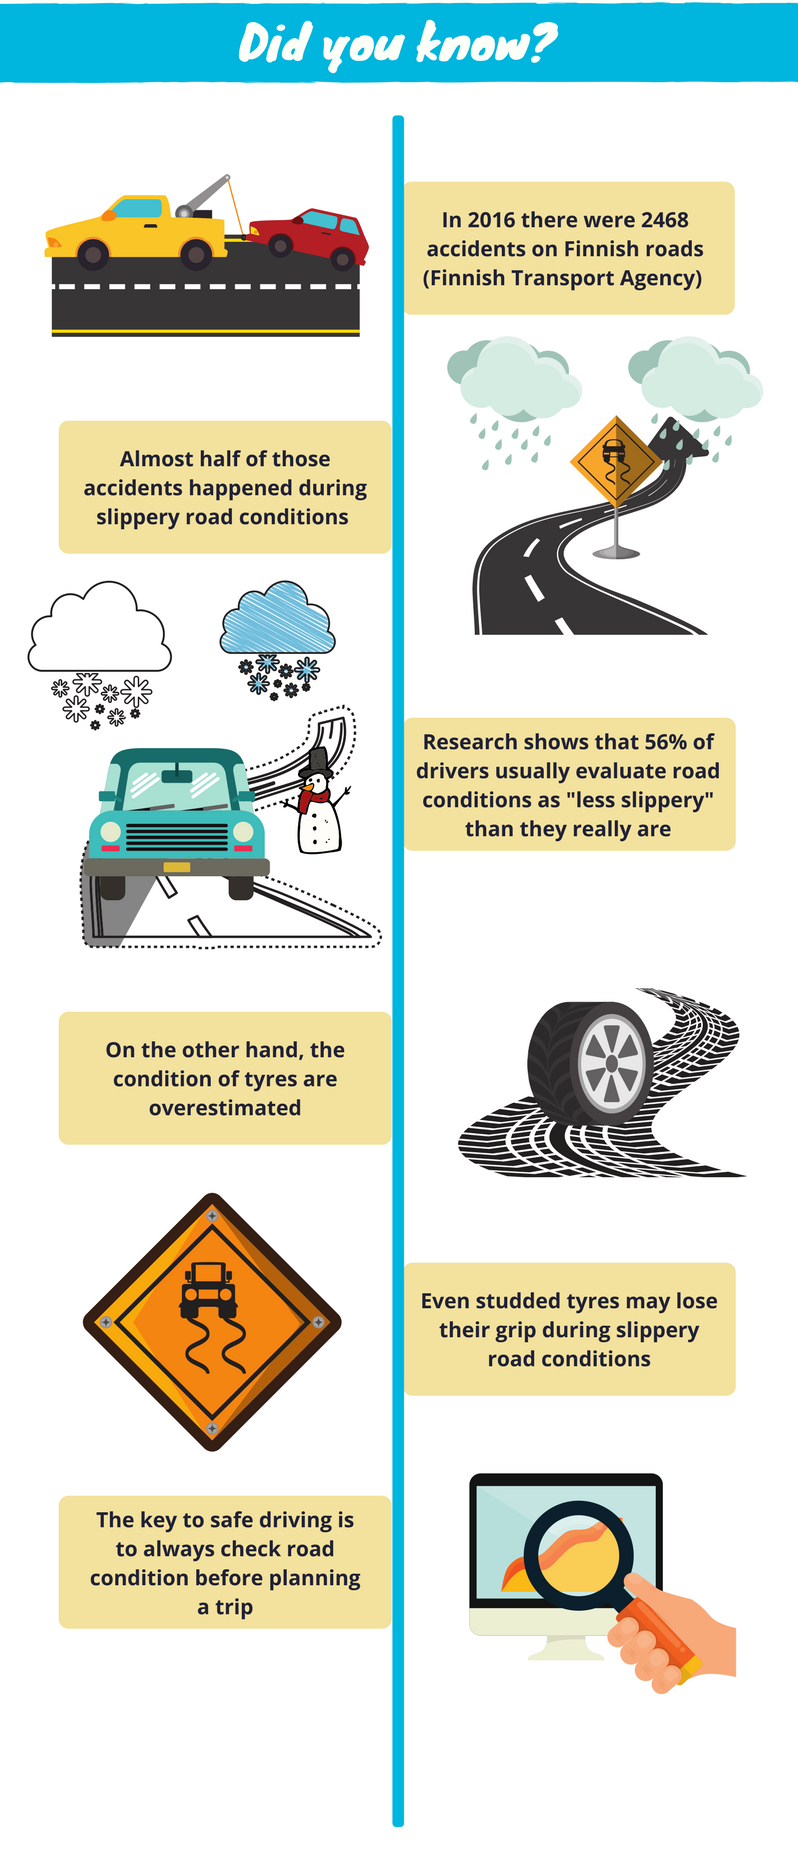 Did you know?
In 2016 there were 2468
accidents on Finnish roads
(Finnish Transport Agency)
Almost half of those
accidents happened during
slippery road conditions
Research shows that 56% of
drivers usually evaluate road
conditions as "less slippery"
than they really are
On the other hand, the
condition of tyres are
overestimated
Even studded tyres may lose
their grip during slippery
road conditions
The key to safe driving is
to always check road
condition before planning
a trip